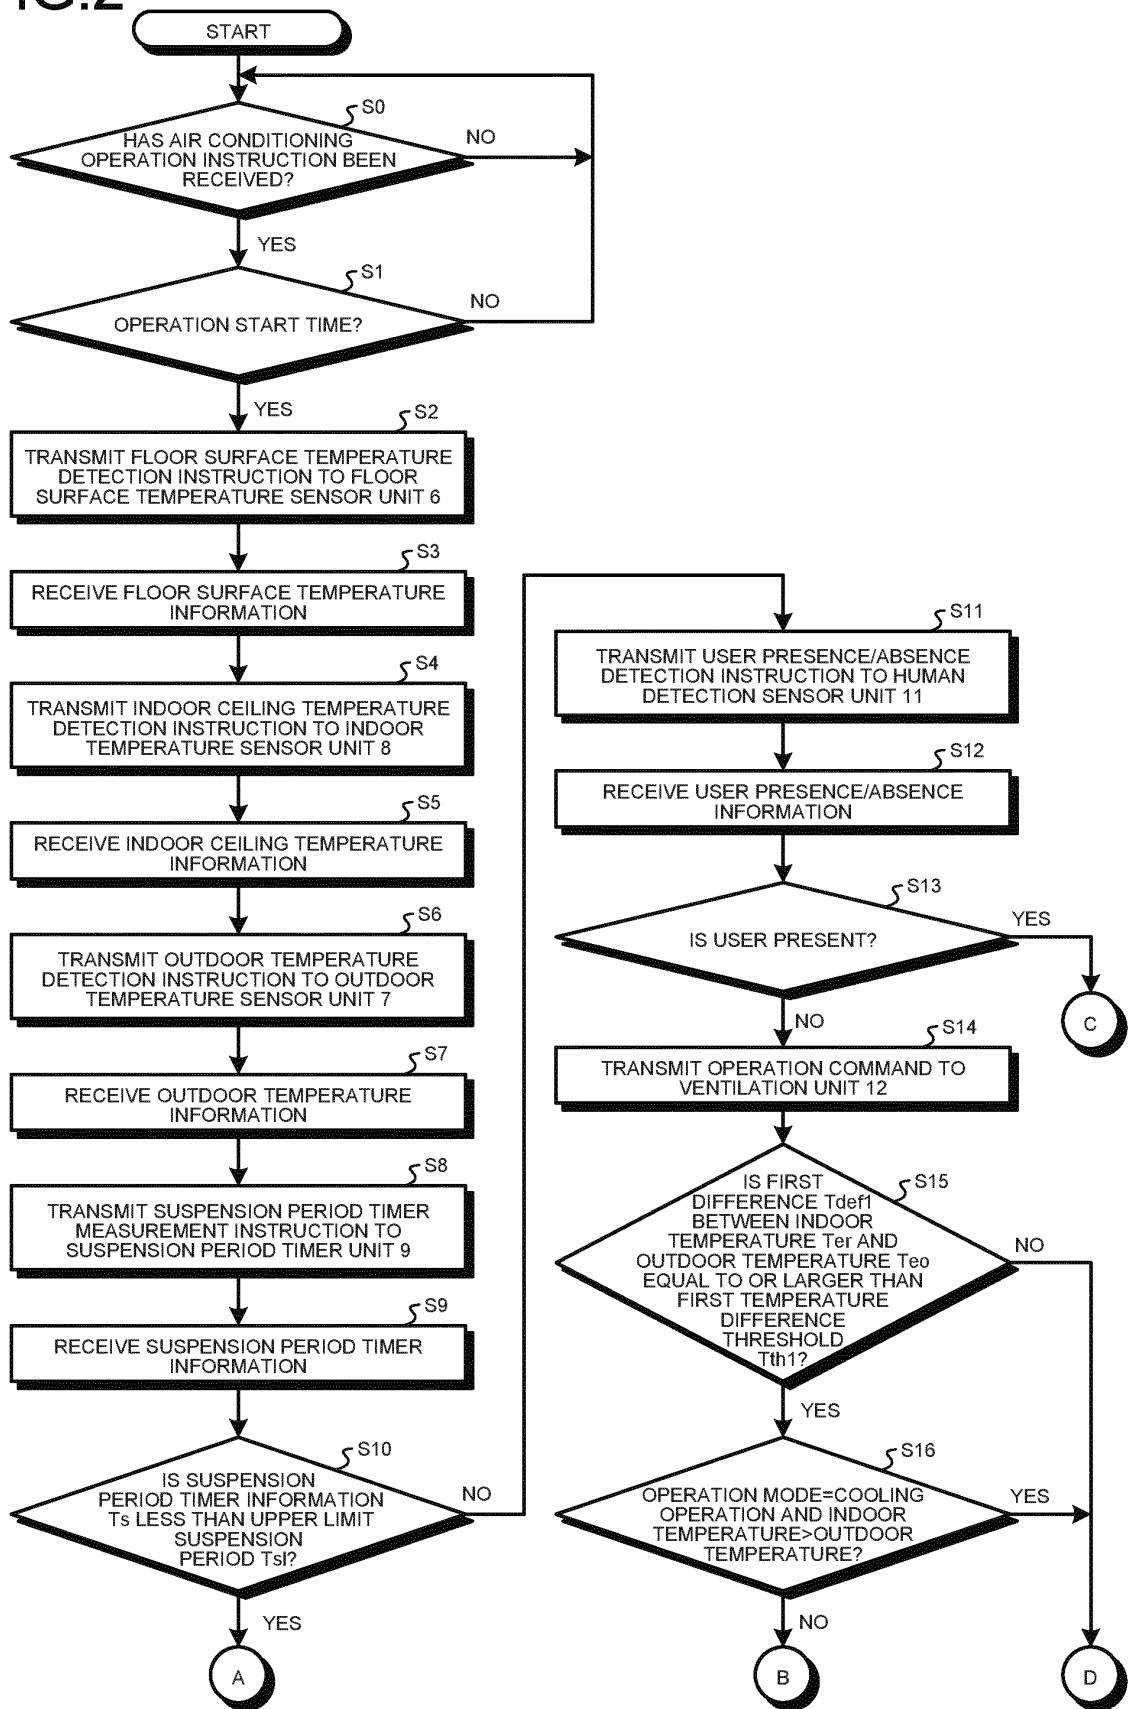 FIG.2
START
S0
HAS AIR CONDITIONING
OPERATION INSTRUCTION BEEN
RECEIVED?
NO
YES
S1
OPERATION START TIME?
NO
YES
S2
TRANSMIT FLOOR SURFACE TEMPERATURE
DETECTION INSTRUCTION TO FLOOR
SURFACE TEMPERATURE SENSOR UNIT 6
S3
RECEIVE FLOOR SURFACE TEMPERATURE
INFORMATION
S4
TRANSMIT INDOOR CEILING TEMPERATURE
DETECTION INSTRUCTION TO INDOOR
TEMPERATURE SENSOR UNIT 8
S5
RECEIVE INDOOR CEILING TEMPERATURE
INFORMATION
S6
TRANSMIT OUTDOOR TEMPERATURE
DETECTION INSTRUCTION TO OUTDOOR
TEMPERATURE SENSOR UNIT 7
S7
RECEIVE OUTDOOR TEMPERATURE
INFORMATION
S8
TRANSMIT SUSPENSION PERIOD TIMER
MEASUREMENT INSTRUCTION TO
SUSPENSION PERIOD TIMER UNIT 9
S9
RECEIVE SUSPENSION PERIOD TIMER
INFORMATION
S10
IS SUSPENSION
PERIOD TIMER INFORMATION
Ts LESS THAN UPPER LIMIT
SUSPENSION
PERIOD Tsl?
NO
YES
A
S11
TRANSMIT USER PRESENCE/ABSENCE
DETECTION INSTRUCTION TO HUMAN
DETECTION SENSOR UNIT 11
S12
RECEIVE USER PRESENCE/ABSENCE
INFORMATION
S13
IS USER PRESENT?
YES
C
NO
S14
TRANSMIT OPERATION COMMAND TO
VENTILATION UNIT 12
S15
IS FIRST
DIFFERENCE Tdef1
BETWEEN INDOOR
TEMPERATURE Ter AND
OUTDOOR TEMPERATURE Teo
EQUAL TO OR LARGER THAN
FIRST TEMPERATURE
DIFFERENCE
THRESHOLD
Tth1?
NO
YES
S16
OPERATION MODE=COOLING
OPERATION AND INDOOR
TEMPERATURE>OUTDOOR
TEMPERATURE?
YES
NO
B
D